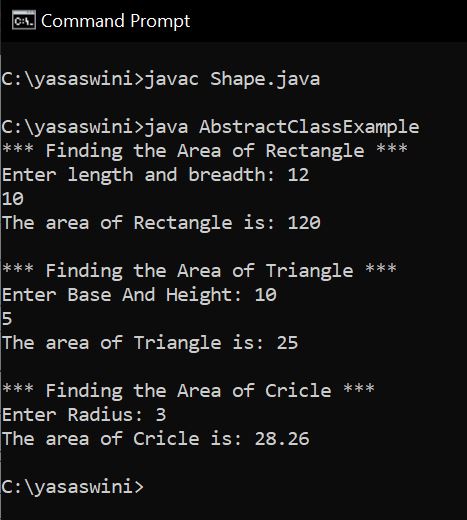 Command Prompt
C:\yasaswini>javac Shape.java
C:\yasaswini>java AbstractClassExample
*** Finding the Area of Rectangle ***
Enter length and breadth: 12
10
The area of Rectangle is: 120
*** Finding the Area of Triangle ***
Enter Base And Height: 10
5
The area of Triangle is: 25
*** Finding the Area of Cricle ***
Enter Radius: 3
The area of Cricle is: 28.26
C:\yasaswini>